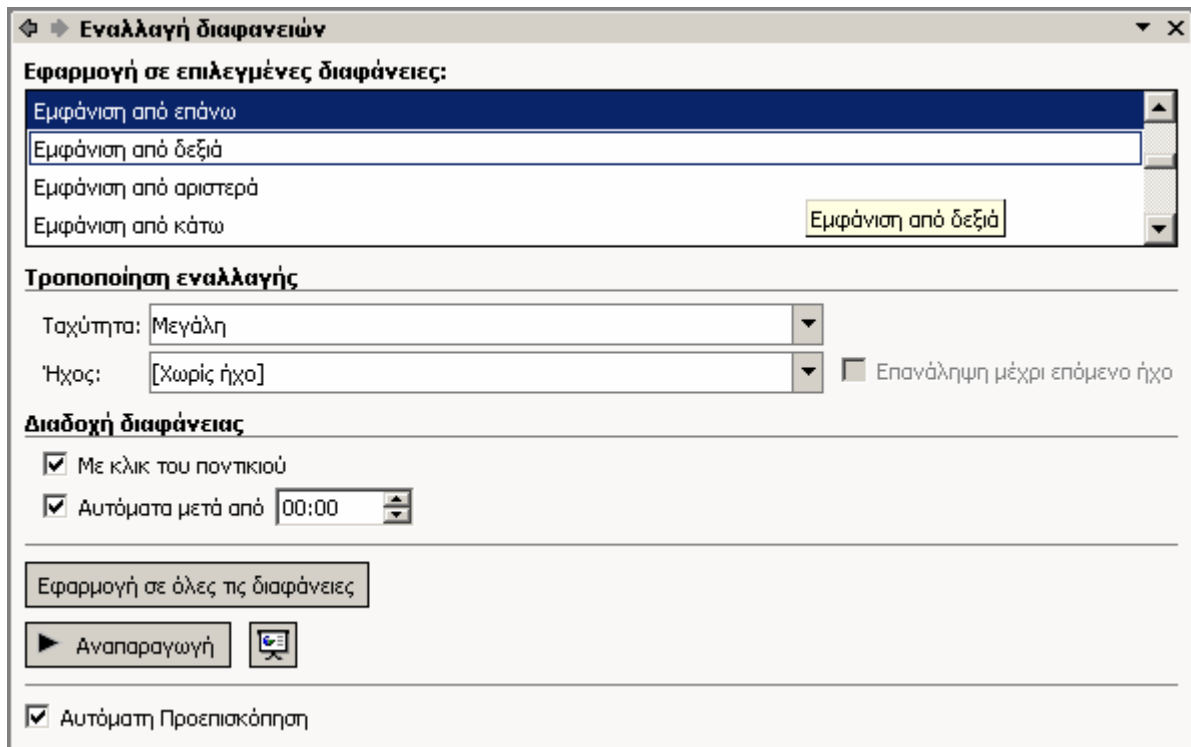 Εναλλαγή διαφανειών
Εφαρμογή σε επιλεγμένες διαφάνειες:
Εμφάνιση από επάνω
Εμφάνιση από δεξιά
Εμφάνιση από αριστερά
Εμφάνιση από κάτω
Εμφάνιση από δεξιά
Τροποποίηση εναλλαγής
Ταχύτητα: Μεγάλη
Ήχος: [Χωρίς ήχο] Επανάληψη μέχρι επόμενο ήχο
Διαδοχή διαφάνειας
Με κλικ του ποντικιού
Αυτόματα μετά από 00:00
Εφαρμογή σε όλες τις διαφάνειες
Αναπαραγωγή
Αυτόματη Προεπισκόπηση